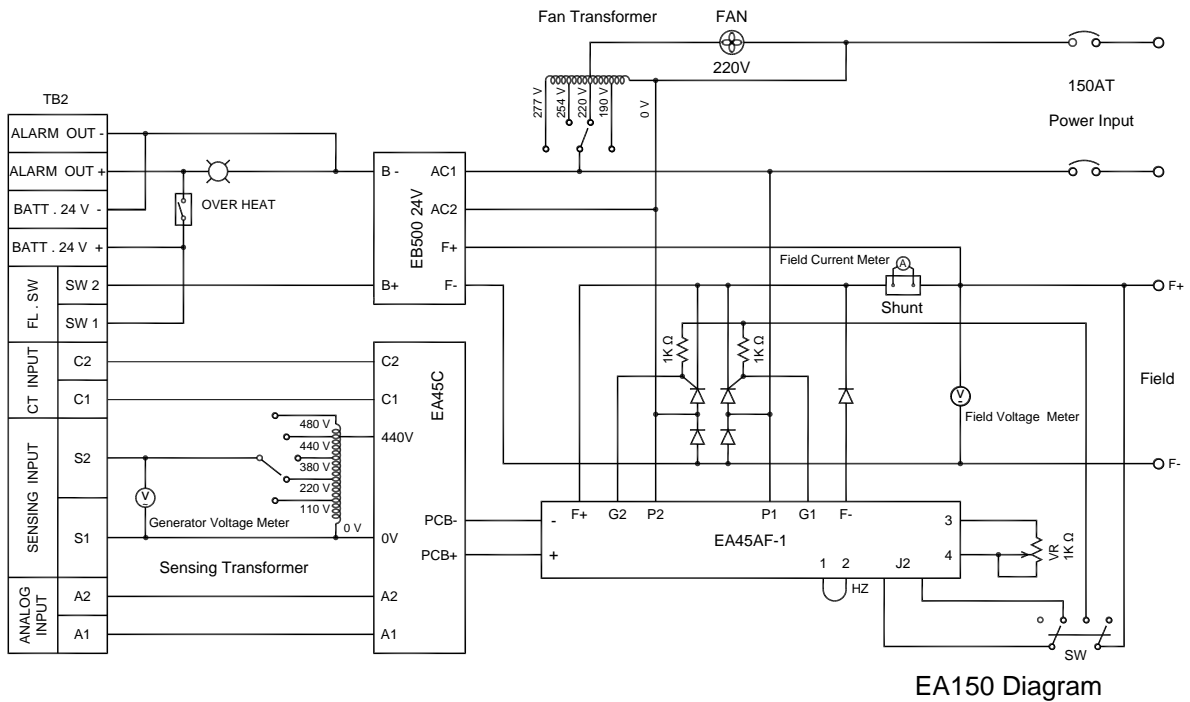 Fan Transformer
FAN
220V
277 V
254 V
220 V
190 V
0 V
150AT
Power Input
TB2
ALARM OUT -
ALARM OUT +
BATT . 24 V -
BATT . 24 V +
FL . SW
SW 2
SW 1
CT INPUT
C2
C1
SENSING INPUT
S2
S1
ANALOG INPUT
A2
A1
OVER HEAT
B -
AC1
AC2
EB500 24V
F+
B+
F-
Field Current Meter
A
Shunt
F+
1K Ω
1K Ω
C2
C1
EA45C
440V
0V
PCB-
PCB+
A2
A1
480 V
440 V
380 V
220 V
110 V
0 V
V
Generator Voltage Meter
Sensing Transformer
Field
V
Field Voltage Meter
F-
F+
G2
P2
P1
G1
F-
3
-
+
EA45AF-1
4
1
2
J2
HZ
VR
1K Ω
SW
EA150 Diagram